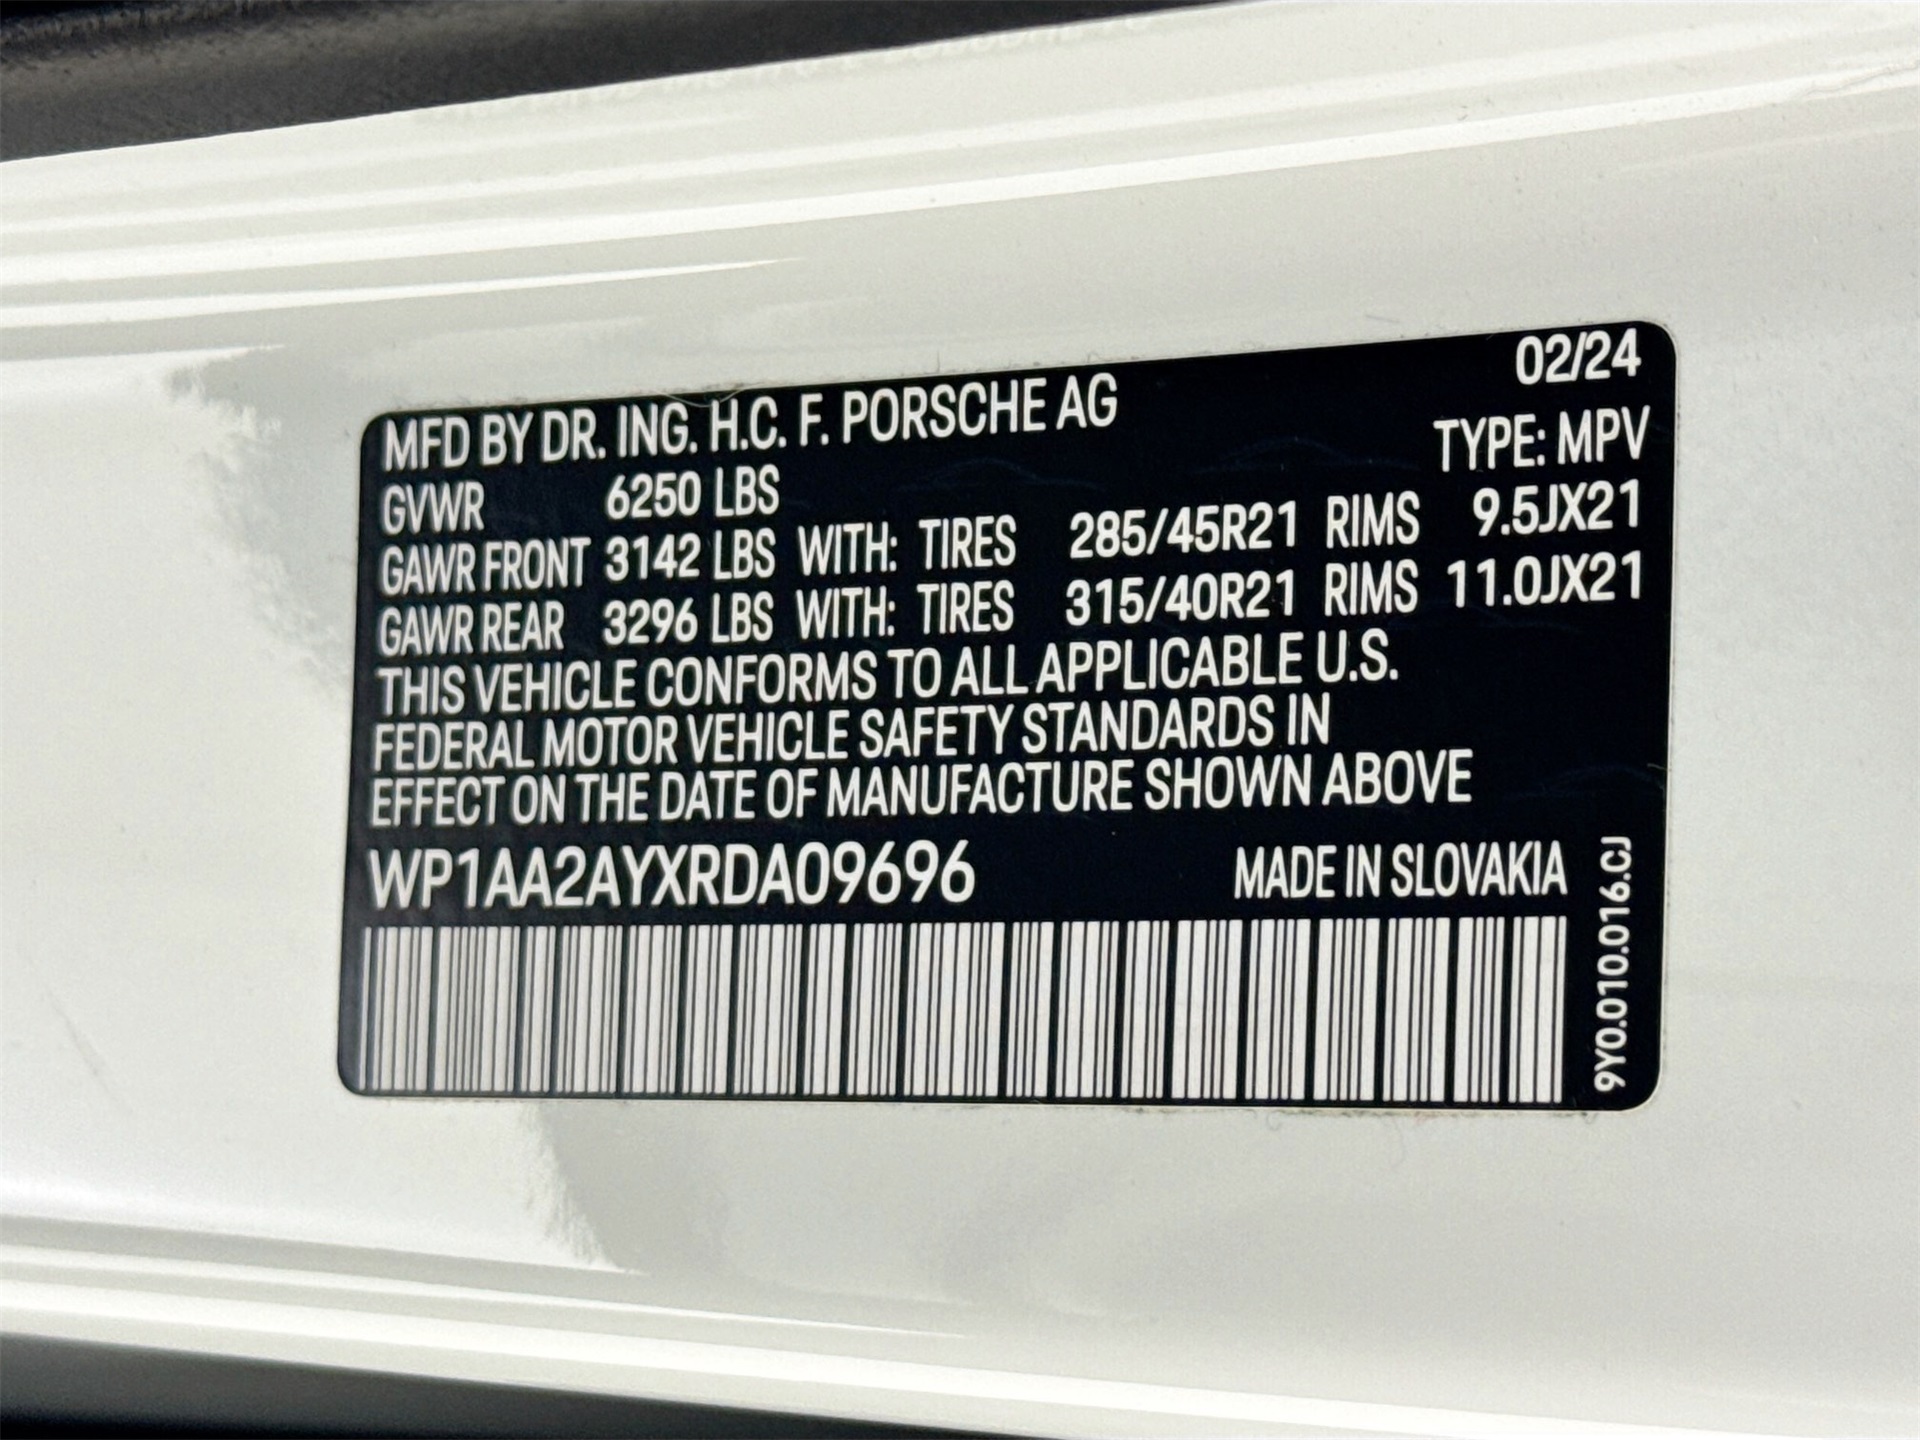 MFD BY DR. ING. H.C. F. PORSCHE AG 02/24
TYPE: MPV
GVWR 6250 LBS
GAWR FRONT 3142 LBS WITH: TIRES 285/45R21 RIMS 9.5JX21
GAWR REAR 3296 LBS WITH: TIRES 315/40R21 RIMS 11.0JX21
THIS VEHICLE CONFORMS TO ALL APPLICABLE U.S.
FEDERAL MOTOR VEHICLE SAFETY STANDARDS IN
EFFECT ON THE DATE OF MANUFACTURE SHOWN ABOVE
WP1AA2AYXRDA09696 MADE IN SLOVAKIA
9Y0.010.016.CJ